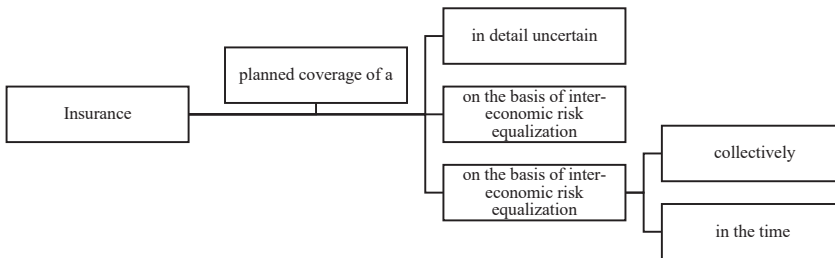 in detail uncertain
planned coverage of a
Insurance
on the basis of inter-
economic risk
equalization
on the basis of inter-
economic risk
equalization
collectively
in the time